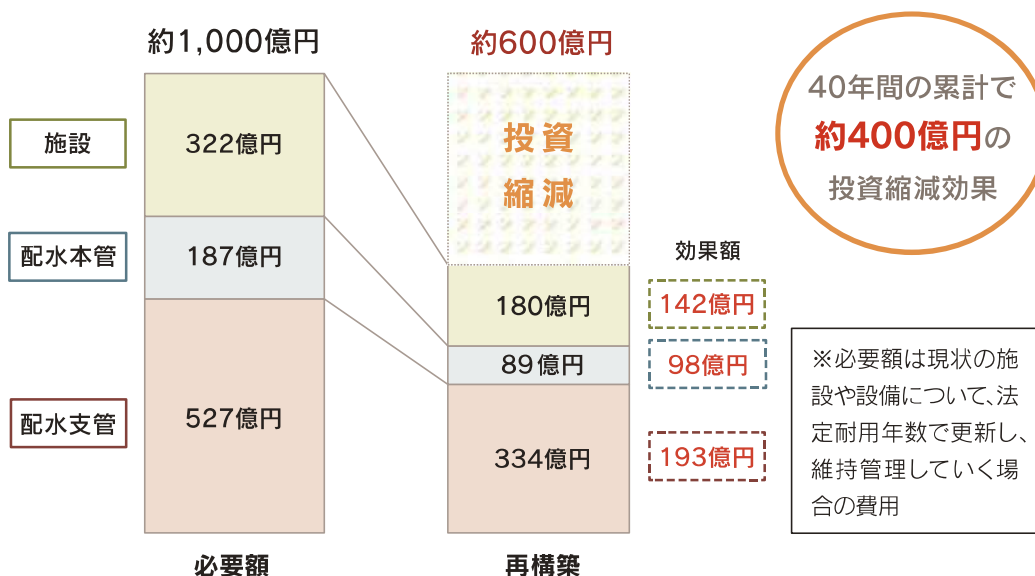 約1,000億円
約600億円
40年間の累計で
約400億円の
投資縮減効果
施設
322億円
投資
縮減
配水本管
187億円
効果額
180億円
142億円
89億円
98億円
配水支管
527億円
334億円
193億円
※必要額は現状の施
設や設備について、法
定耐用年数で更新し、
維持管理していく場
合の費用
必要額
再構築